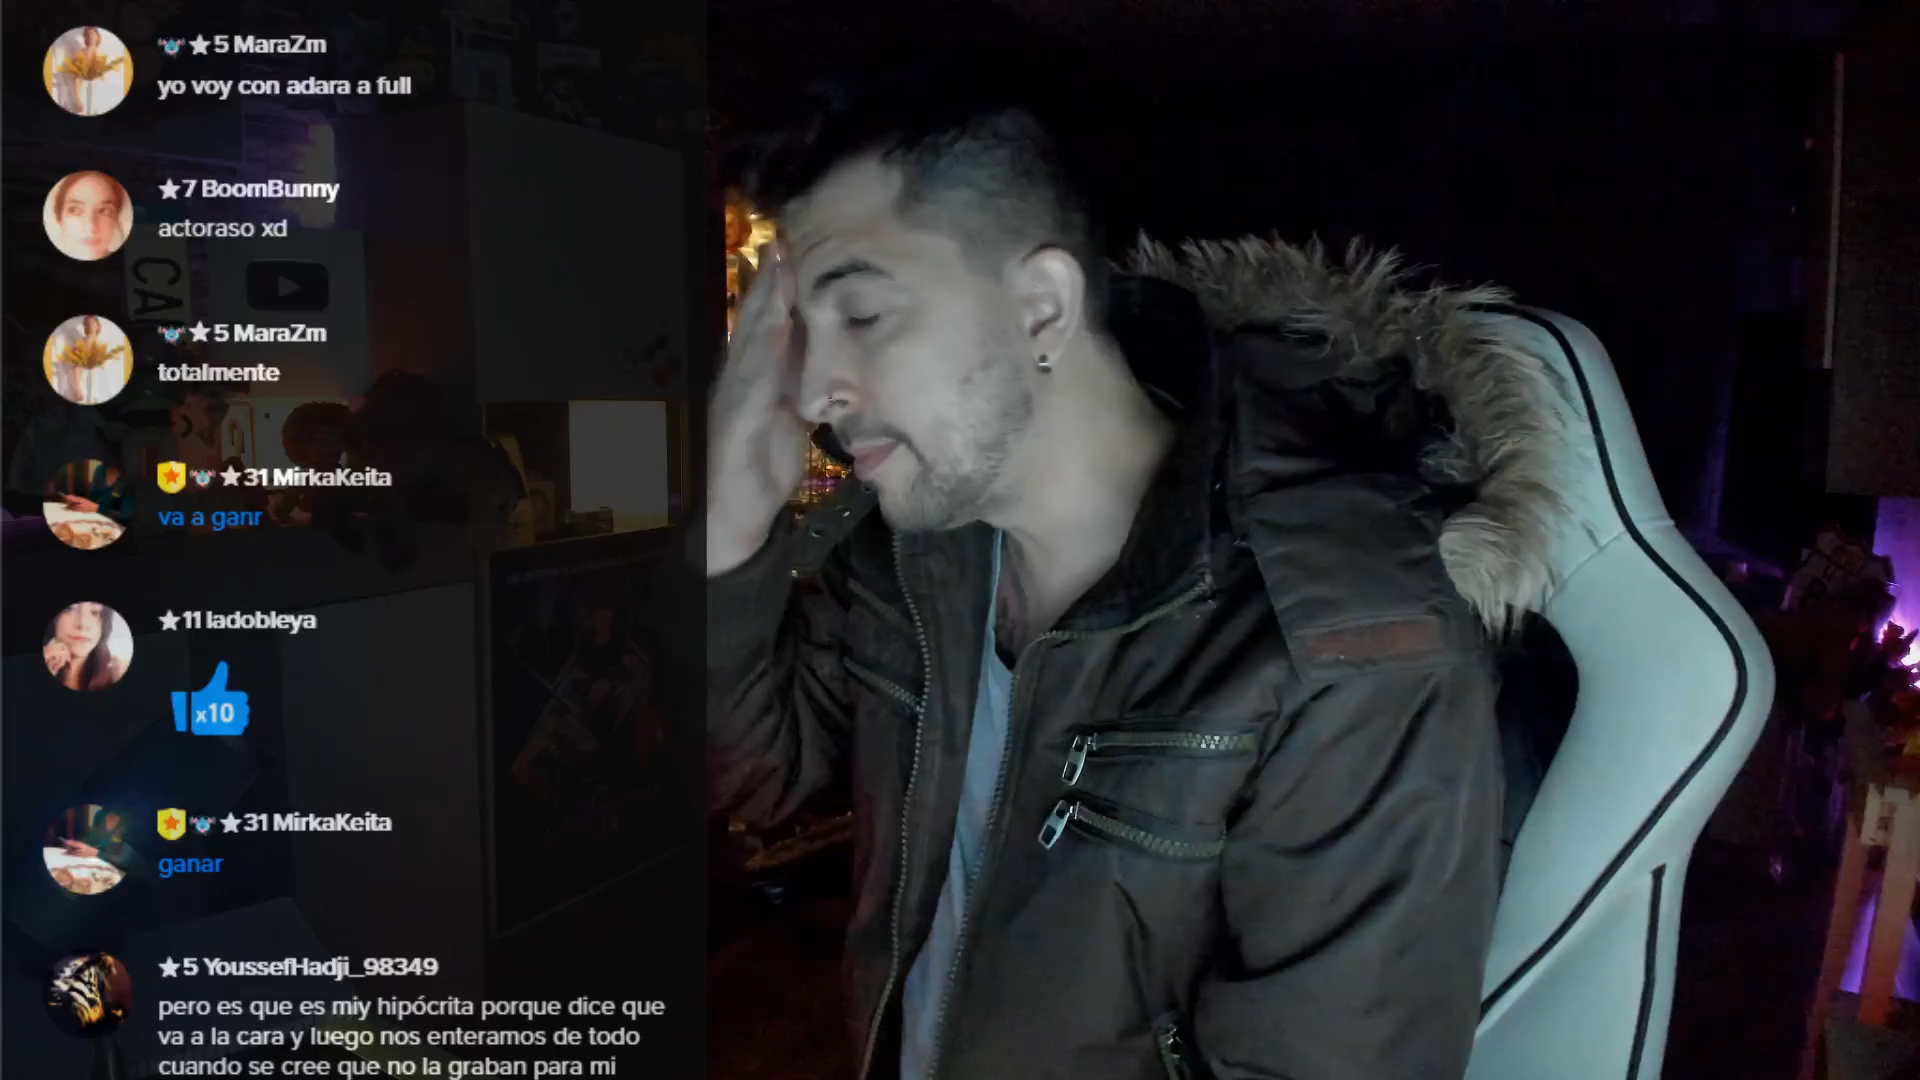 ★5 MaraZm
yo voy con adara a full
★7 BoomBunny
actoraso xd
★5 MaraZm
totalmente
★31 MirkaKeita
va a ganr
★11 ladobleya
x10
★31 MirkaKeita
ganar
★5 YoussefHadji_98349
pero es que es miy hipócrita porque dice que
va a la cara y luego nos enteramos de todo
cuando se cree que no la graban para mi